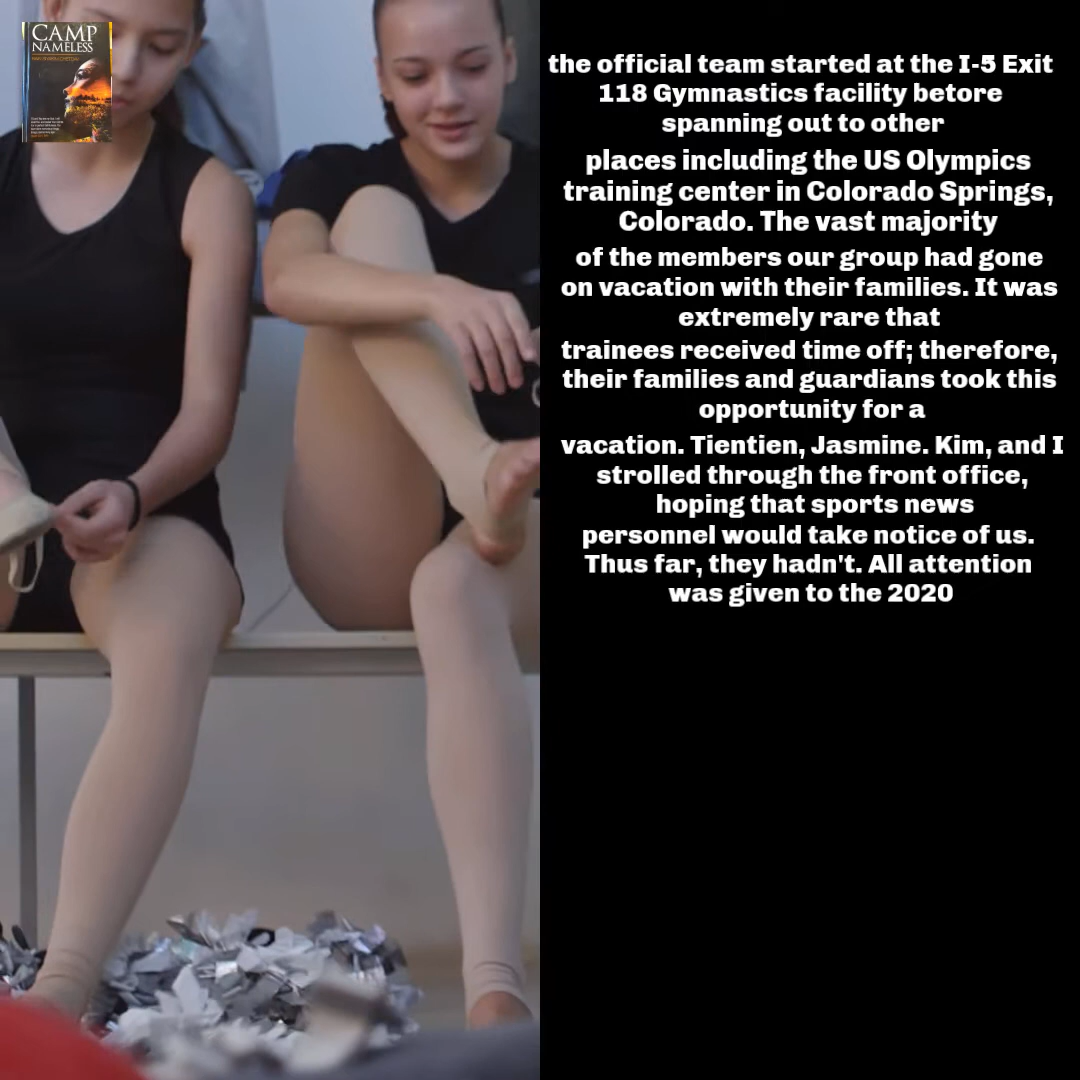 CAMP
NAMELESS
the official team started at the I-5 Exit
118 Gymnastics facility betore
spanning out to other
places including the US Olympics
training center in Colorado Springs,
Colorado. The vast majority
of the members our group had gone
on vacation with their families. It was
extremely rare that
trainees received time off; therefore,
their families and guardians took this
opportunity for a
vacation. Tientien, Jasmine. Kim, and I
strolled through the front office,
hoping that sports news
personnel would take notice of us.
Thus far, they hadn't. All attention
was given to the 2020